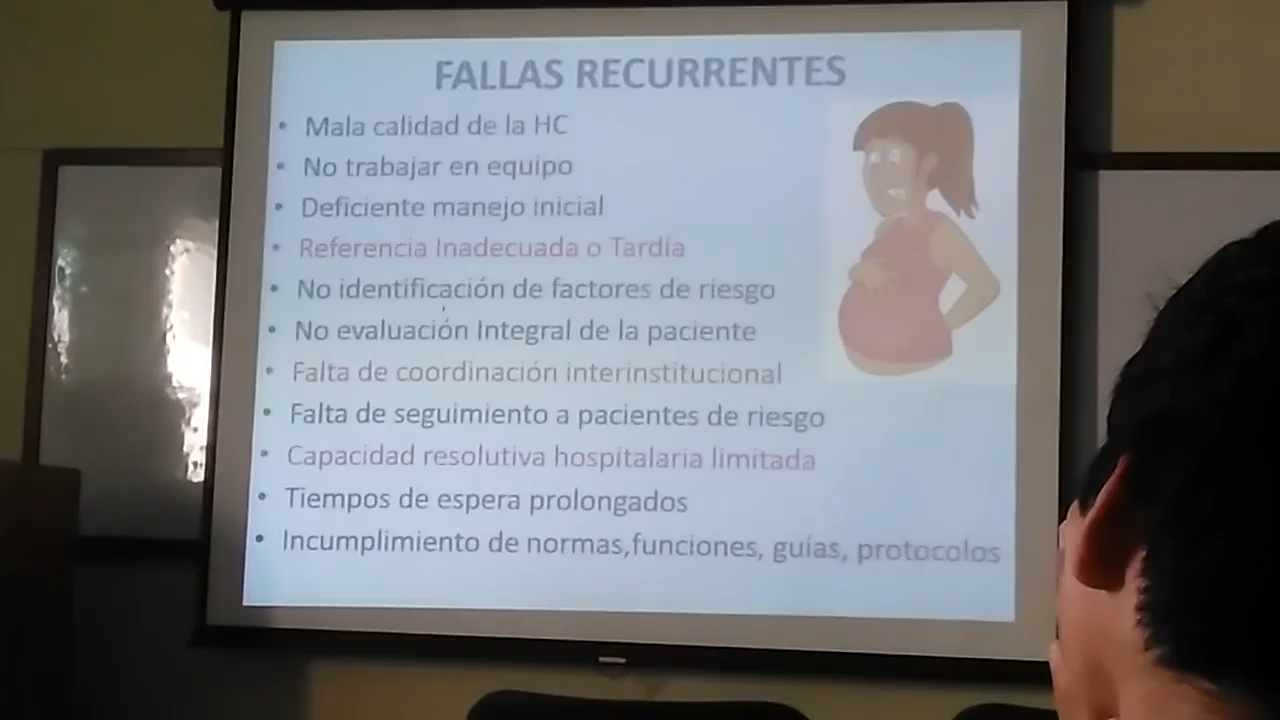 FALLAS RECURRENTES
• Mala calidad de la HC
• No trabajar en equipo
• Deficiente manejo inicial
• Referencia Inadecuada o Tardía
• No identificación de factores de riesgo
• No evaluación Integral de la paciente
• Falta de coordinación interinstitucional
• Falta de seguimiento a pacientes de riesgo
• Capacidad resolutiva hospitalaria limitada
• Tiempos de espera prolongados
• Incumplimiento de normas,funciones, guías, protocolos